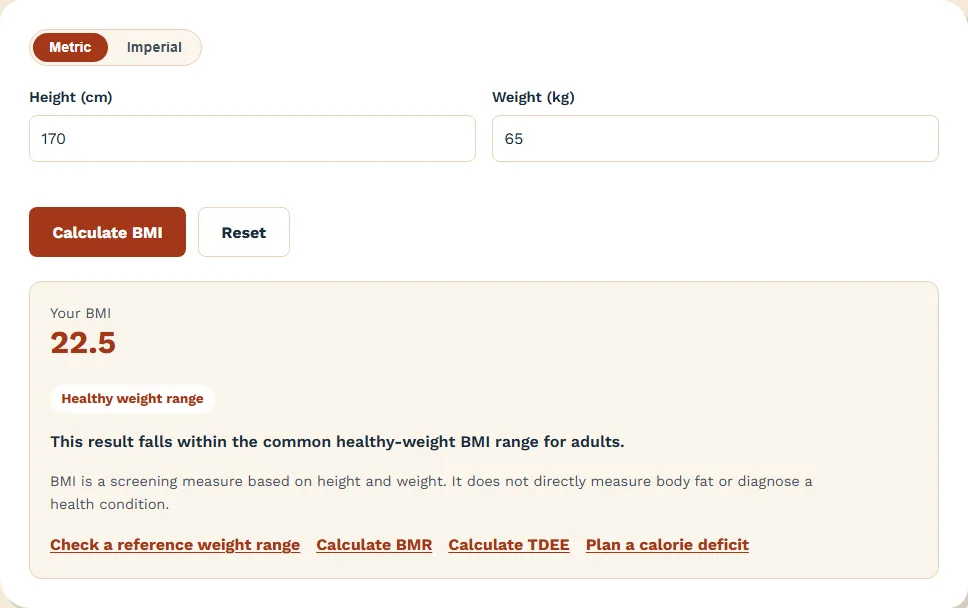 Metric Imperial
Height (cm) Weight (kg)
170 65
Calculate BMI Reset
Your BMI
22.5
Healthy weight range
This result falls within the common healthy-weight BMI range for adults.
BMI is a screening measure based on height and weight. It does not directly measure body fat or diagnose a
health condition.
Check a reference weight range Calculate BMR Calculate TDEE Plan a calorie deficit